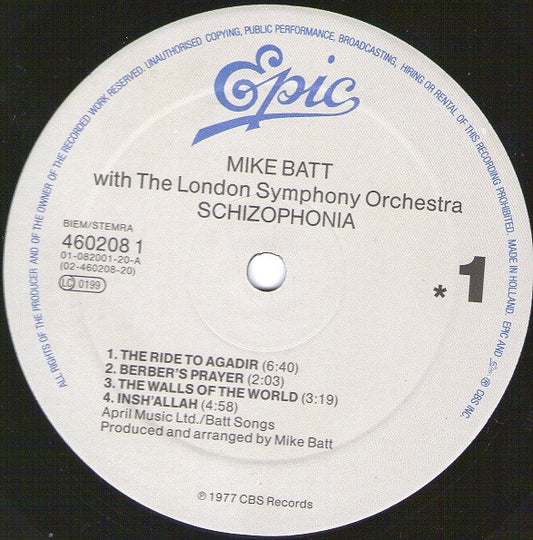 ALL RIGHTS OF THE PRODUCER AND OF THE OWNER OF THE RECORDED WORK RESERVED. UNAUTHORISED COPYING, PUBLIC PERFORMANCE, BROADCASTING, HIRING OR RENTAL OF THIS RECORDING PROHIBITED. MADE IN HOLLAND. EPIC AND ℗ CBS INC.
Epic
MIKE BATT
with The London Symphony Orchestra
SCHIZOPHONIA
BIEM/STEMRA
460208 1
01-082001-20-A
(02-460208-20)
LC 0199
* 1
1. THE RIDE TO AGADIR (6:40)
2. BERBER'S PRAYER (2:03)
3. THE WALLS OF THE WORLD (3:19)
4. INSH'ALLAH (4:58)
April Music Ltd./Batt Songs
Produced and arranged by Mike Batt
℗ 1977 CBS Records